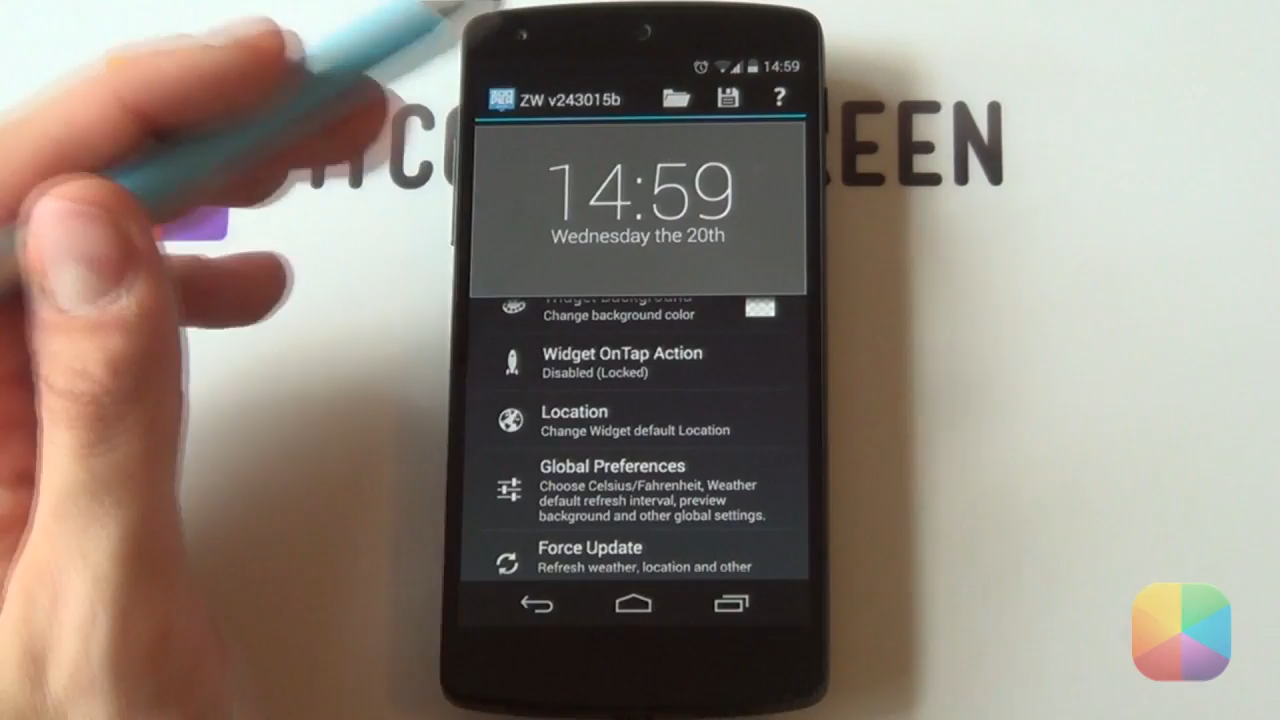 14:59
ZW v243015b
?
14:59
Wednesday the 20th
Widget Background
Change background color
Widget OnTap Action
Disabled (Locked)
Location
Change Widget default Location
Global Preferences
Choose Celsius/Fahrenheit, Weather
default refresh interval, preview
background and other global settings.
Force Update
Refresh weather, location and other